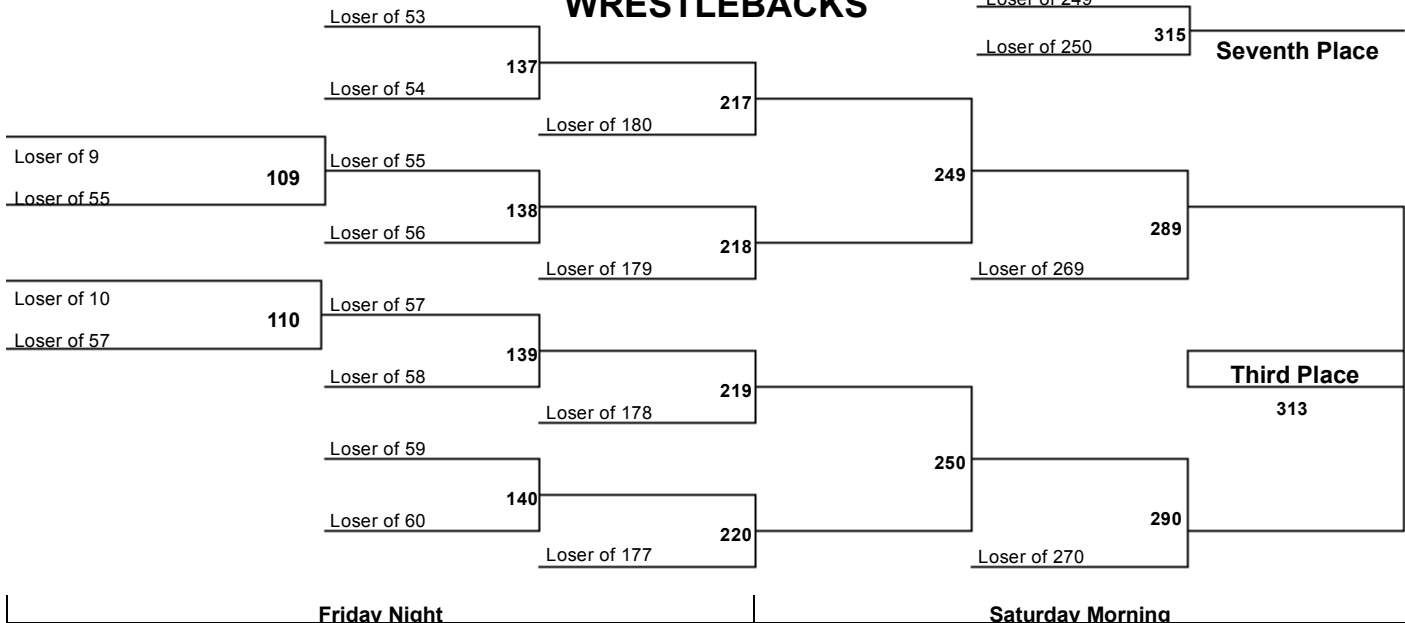 WRESTLEBACKS
Loser of 53
Loser of 249
315
Loser of 250
Seventh Place
137
Loser of 54
217
Loser of 180
Loser of 9
109
Loser of 55
Loser of 55
249
138
Loser of 56
289
218
Loser of 179
Loser of 269
Loser of 10
110
Loser of 57
Loser of 57
139
Loser of 58
219
Loser of 178
Third Place
313
Loser of 59
250
140
Loser of 60
290
220
Loser of 177
Loser of 270
Friday Night
Saturday Morning